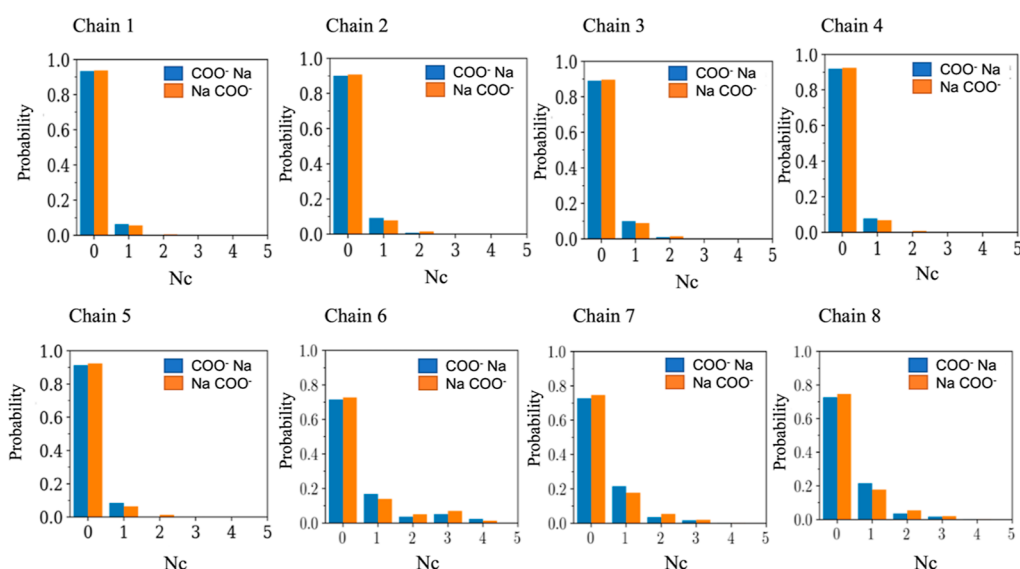 Chain 1
1.0
0.8
0.6
0.4
0.2
0.0
Probability
COO⁻ Na
Na COO⁻
0 1 2 3 4 5
Nc
Chain 2
1.0
0.8
0.6
0.4
0.2
0.0
Probability
COO⁻ Na
Na COO⁻
0 1 2 3 4 5
Nc
Chain 3
1.0
0.8
0.6
0.4
0.2
0.0
Probability
COO⁻ Na
Na COO⁻
0 1 2 3 4 5
Nc
Chain 4
1.0
0.8
0.6
0.4
0.2
0.0
Probability
COO⁻ Na
Na COO⁻
0 1 2 3 4 5
Nc
Chain 5
1.0
0.8
0.6
0.4
0.2
0.0
Probability
COO⁻ Na
Na COO⁻
0 1 2 3 4 5
Nc
Chain 6
1.0
0.8
0.6
0.4
0.2
0.0
Probability
COO⁻ Na
Na COO⁻
0 1 2 3 4 5
Nc
Chain 7
1.0
0.8
0.6
0.4
0.2
0.0
Probability
COO⁻ Na
Na COO⁻
0 1 2 3 4 5
Nc
Chain 8
1.0
0.8
0.6
0.4
0.2
0.0
Probability
COO⁻ Na
Na COO⁻
0 1 2 3 4 5
Nc